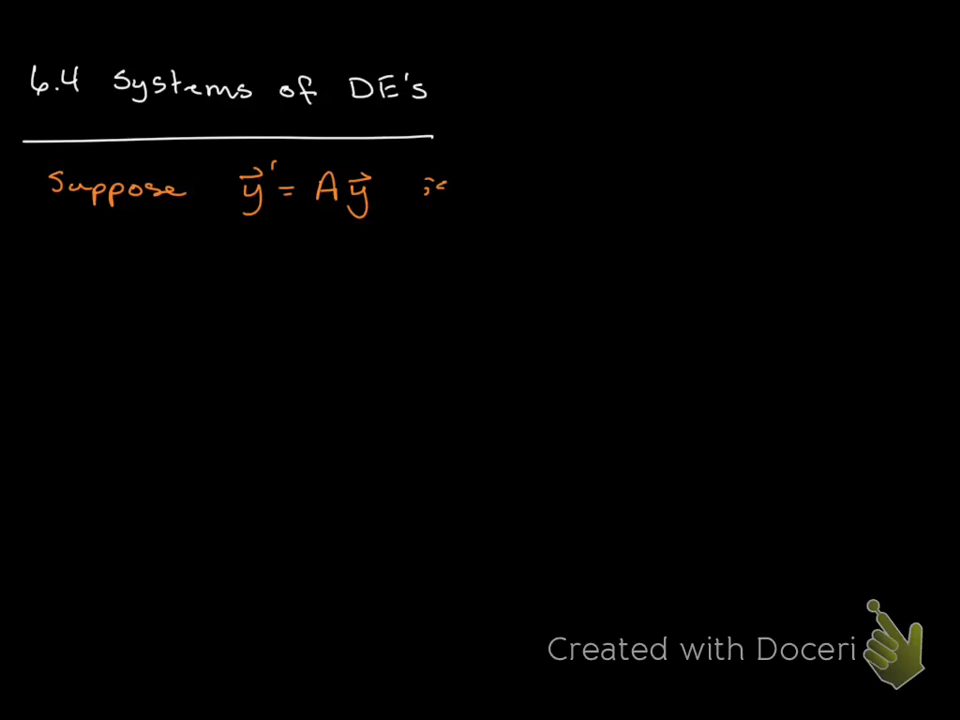 6.4 Systems of DE's
Suppose y⃗' = Ay⃗
Created with Doceri